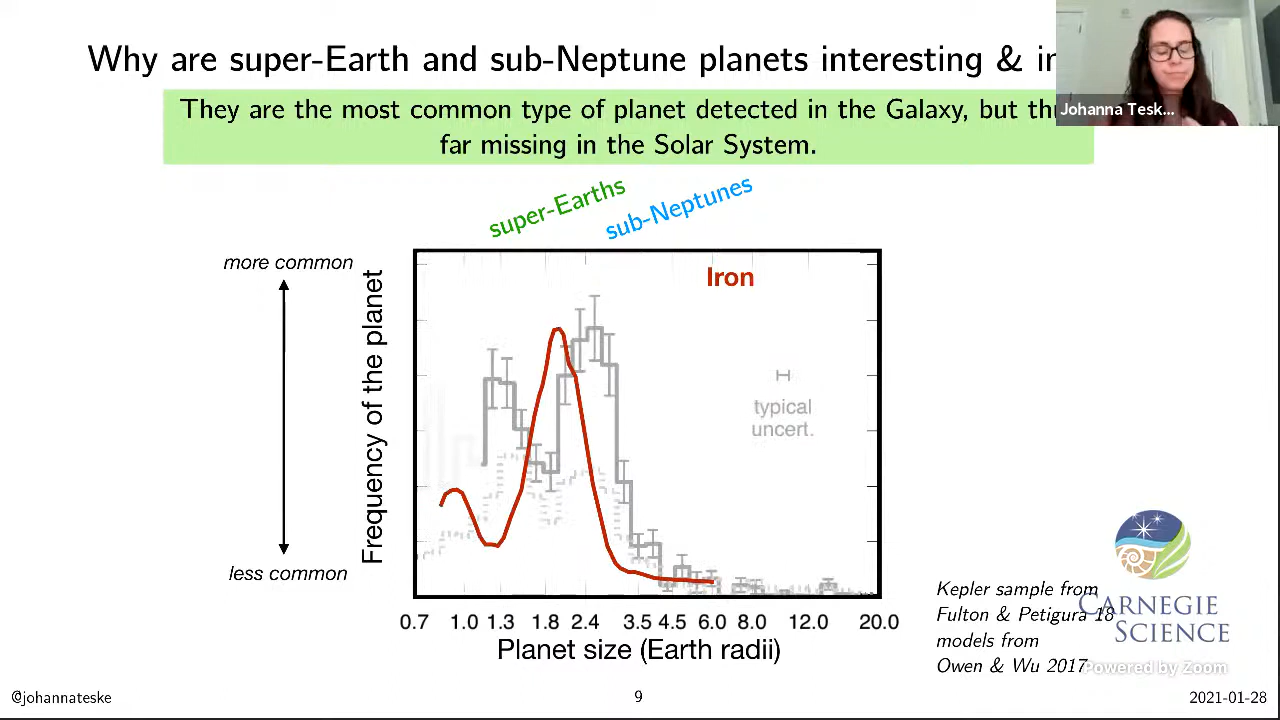 Why are super-Earth and sub-Neptune planets interesting &
Johanna Tesk...
They are the most common type of planet detected in the Galaxy, but
far missing in the Solar System.
super-Earths
sub-Neptunes
more common
less common
Frequency of the planet
Iron
typical
uncert.
0.7 1.0 1.3 1.8 2.4 3.5 4.5 6.0 8.0 12.0 20.0
Planet size (Earth radii)
Kepler sample from
Fulton & Petigura 18
models from
Owen & Wu 2017
CARNEGIE
SCIENCE
Powered by Zoom
@johannateske
9
2021-01-28